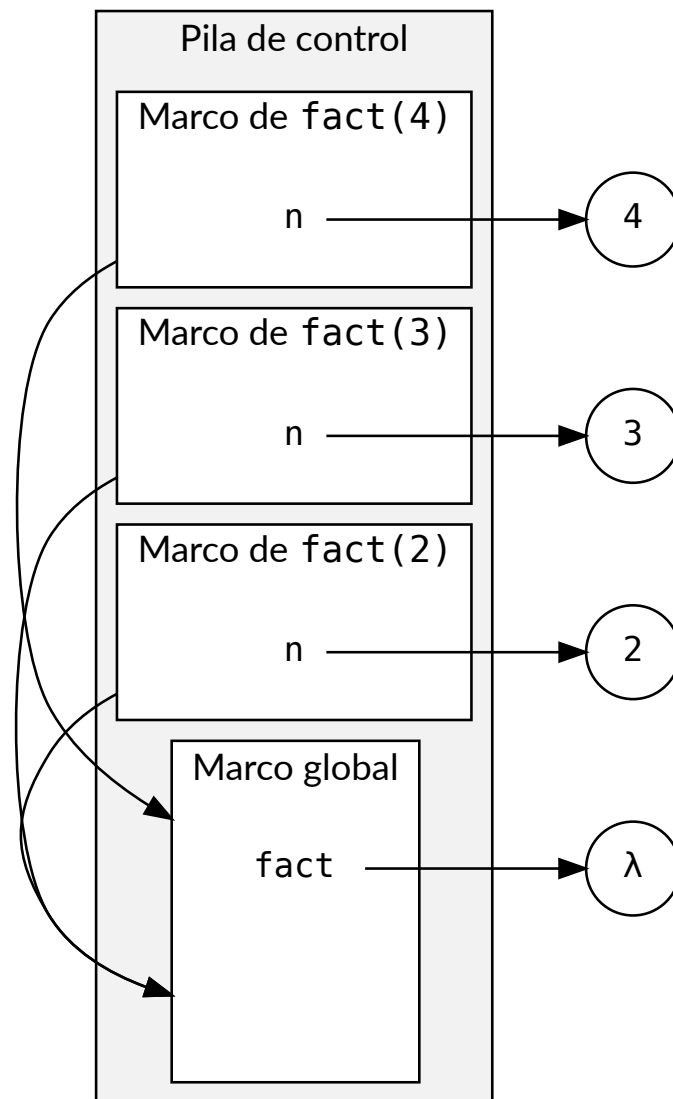 Pila de control
Marco de fact(4)
n
4
Marco de fact(3)
n
3
Marco de fact(2)
n
2
Marco global
fact
λ